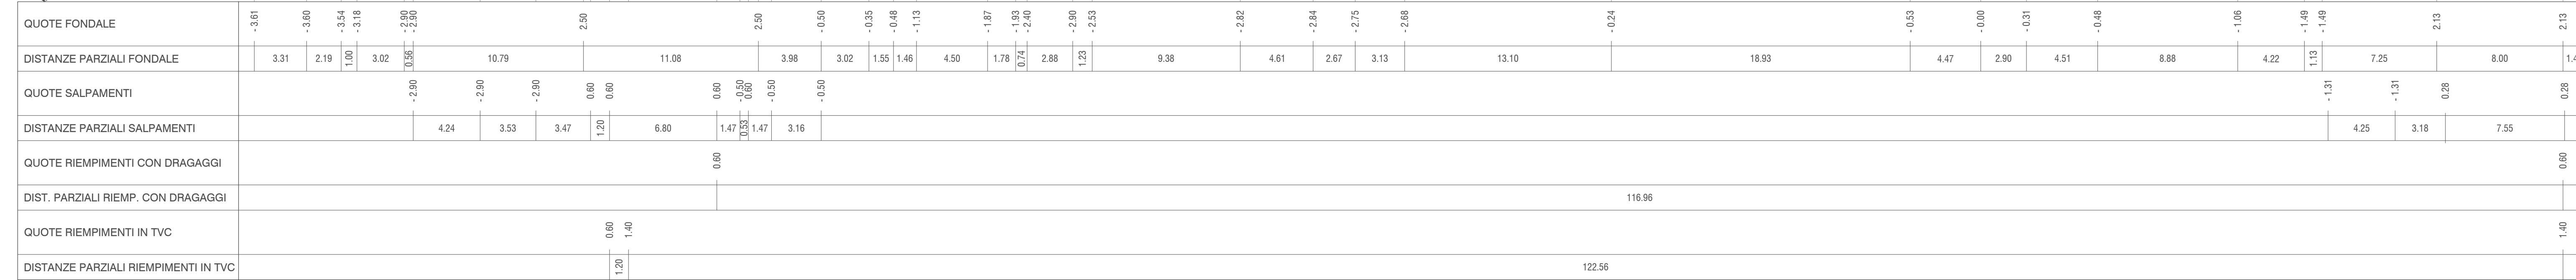 QUOTE FONDALE - 3.61 - 3.60 - 3.54 - 3.18 - 2.90 - 2.90 2.50 2.50 - 0.50 - 0.35 - 0.48 - 1.13 - 1.87 - 1.93 - 2.40 - 2.90 - 2.53 - 2.82 - 2.84 - 2.75 - 2.68 - 0.24 - 0.53 - 0.00 - 0.31 - 0.48 - 1.06 - 1.49 - 1.49 2.13 2.13
DISTANZE PARZIALI FONDALE 3.31 2.19 1.00 3.02 0.56 10.79 11.08 3.98 3.02 1.55 1.46 4.50 1.78 0.74 2.88 1.23 9.38 4.61 2.67 3.13 13.10 18.93 4.47 2.90 4.51 8.88 4.22 1.13 7.25 8.00
QUOTE SALPAMENTI - 2.90 - 2.90 - 2.90 0.60 0.60 0.60 - 0.50 0.60 - 0.50 - 0.50 - 1.31 - 1.31 0.28 0.28
DISTANZE PARZIALI SALPAMENTI 4.24 3.53 3.47 1.20 6.80 1.47 0.53 1.47 3.16 4.25 3.18 7.55
QUOTE RIEMPIMENTI CON DRAGAGGI 0.60 0.60
DIST. PARZIALI RIEMP. CON DRAGAGGI 116.96
QUOTE RIEMPIMENTI IN TVC 0.60 1.40 1.40
DISTANZE PARZIALI RIEMPIMENTI IN TVC 1.20 122.56